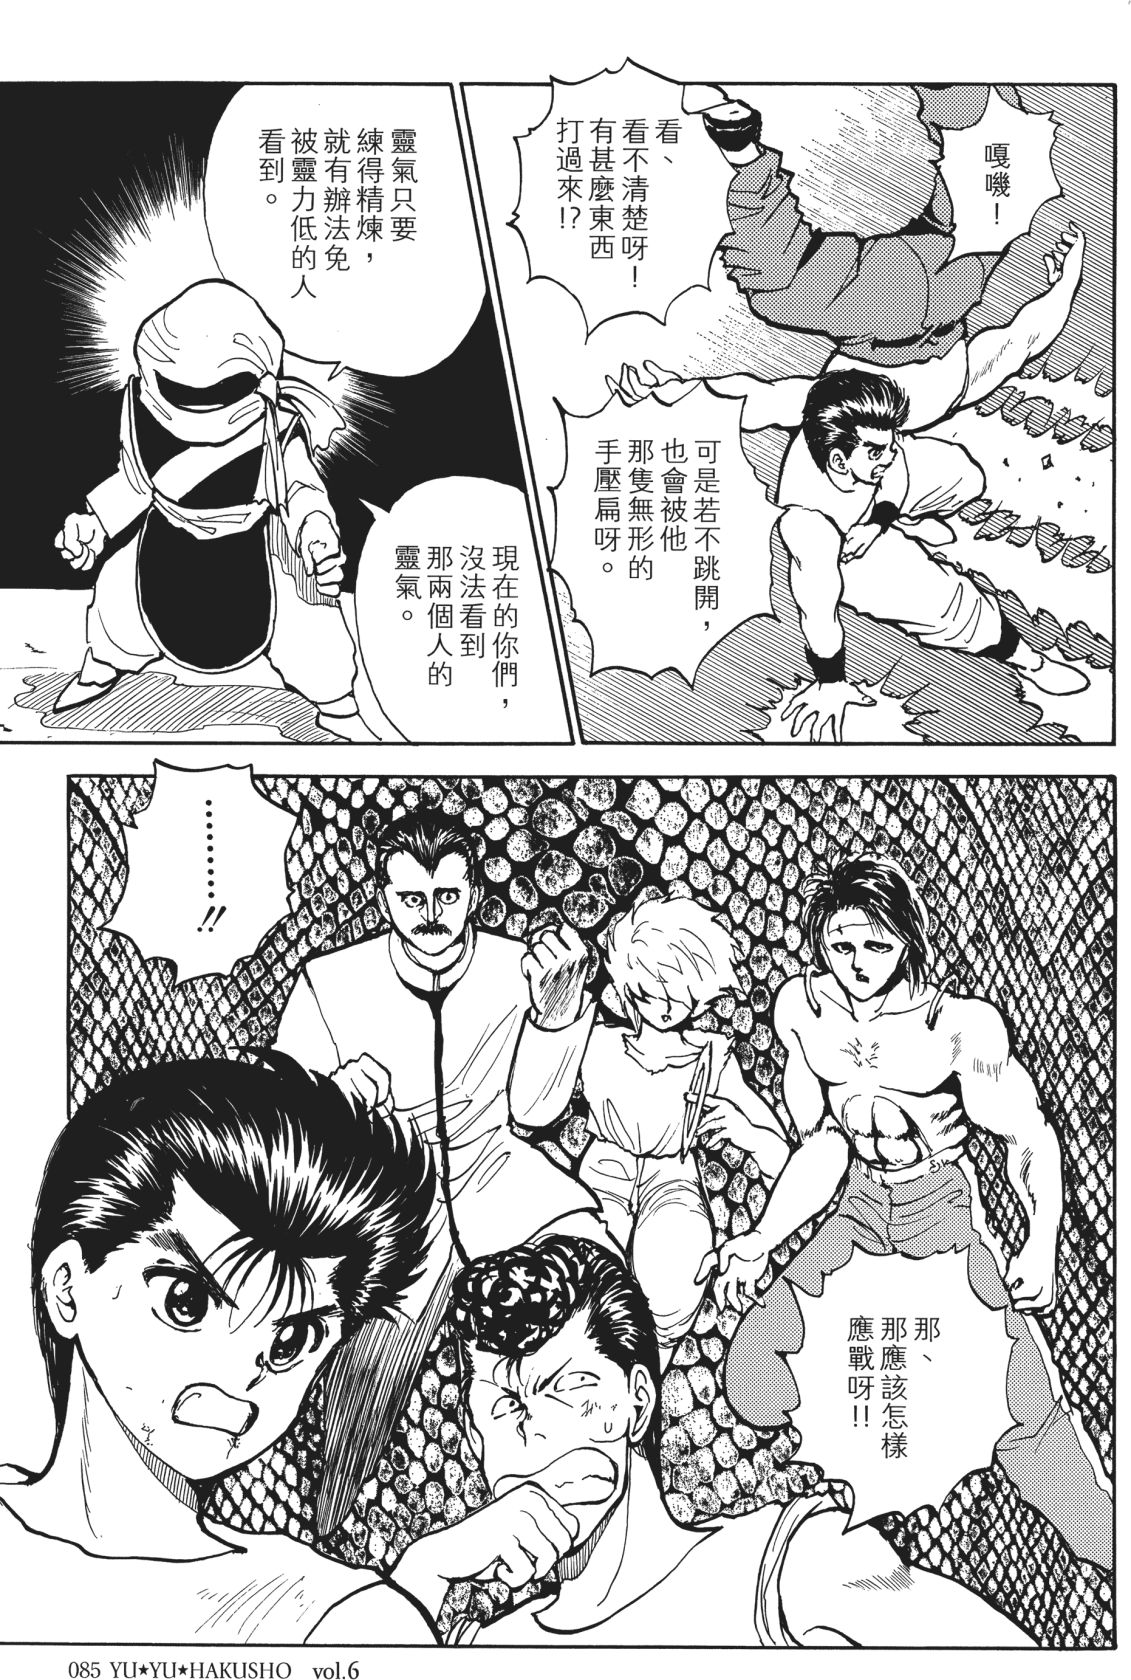 嘎嘰！
看、
看不清楚呀！
有甚麼東西
打過來!?
可是若不跳開，
也會被他
那隻無形的
手壓扁呀。
靈氣只要
練得精煉，
就有辦法免
被靈力低的人
看到。
現在的你們，
沒法看到
那兩個人的
靈氣。
………!!
那、
那應該怎樣
應戰呀!!
085 YU★YU★HAKUSHO vol.6